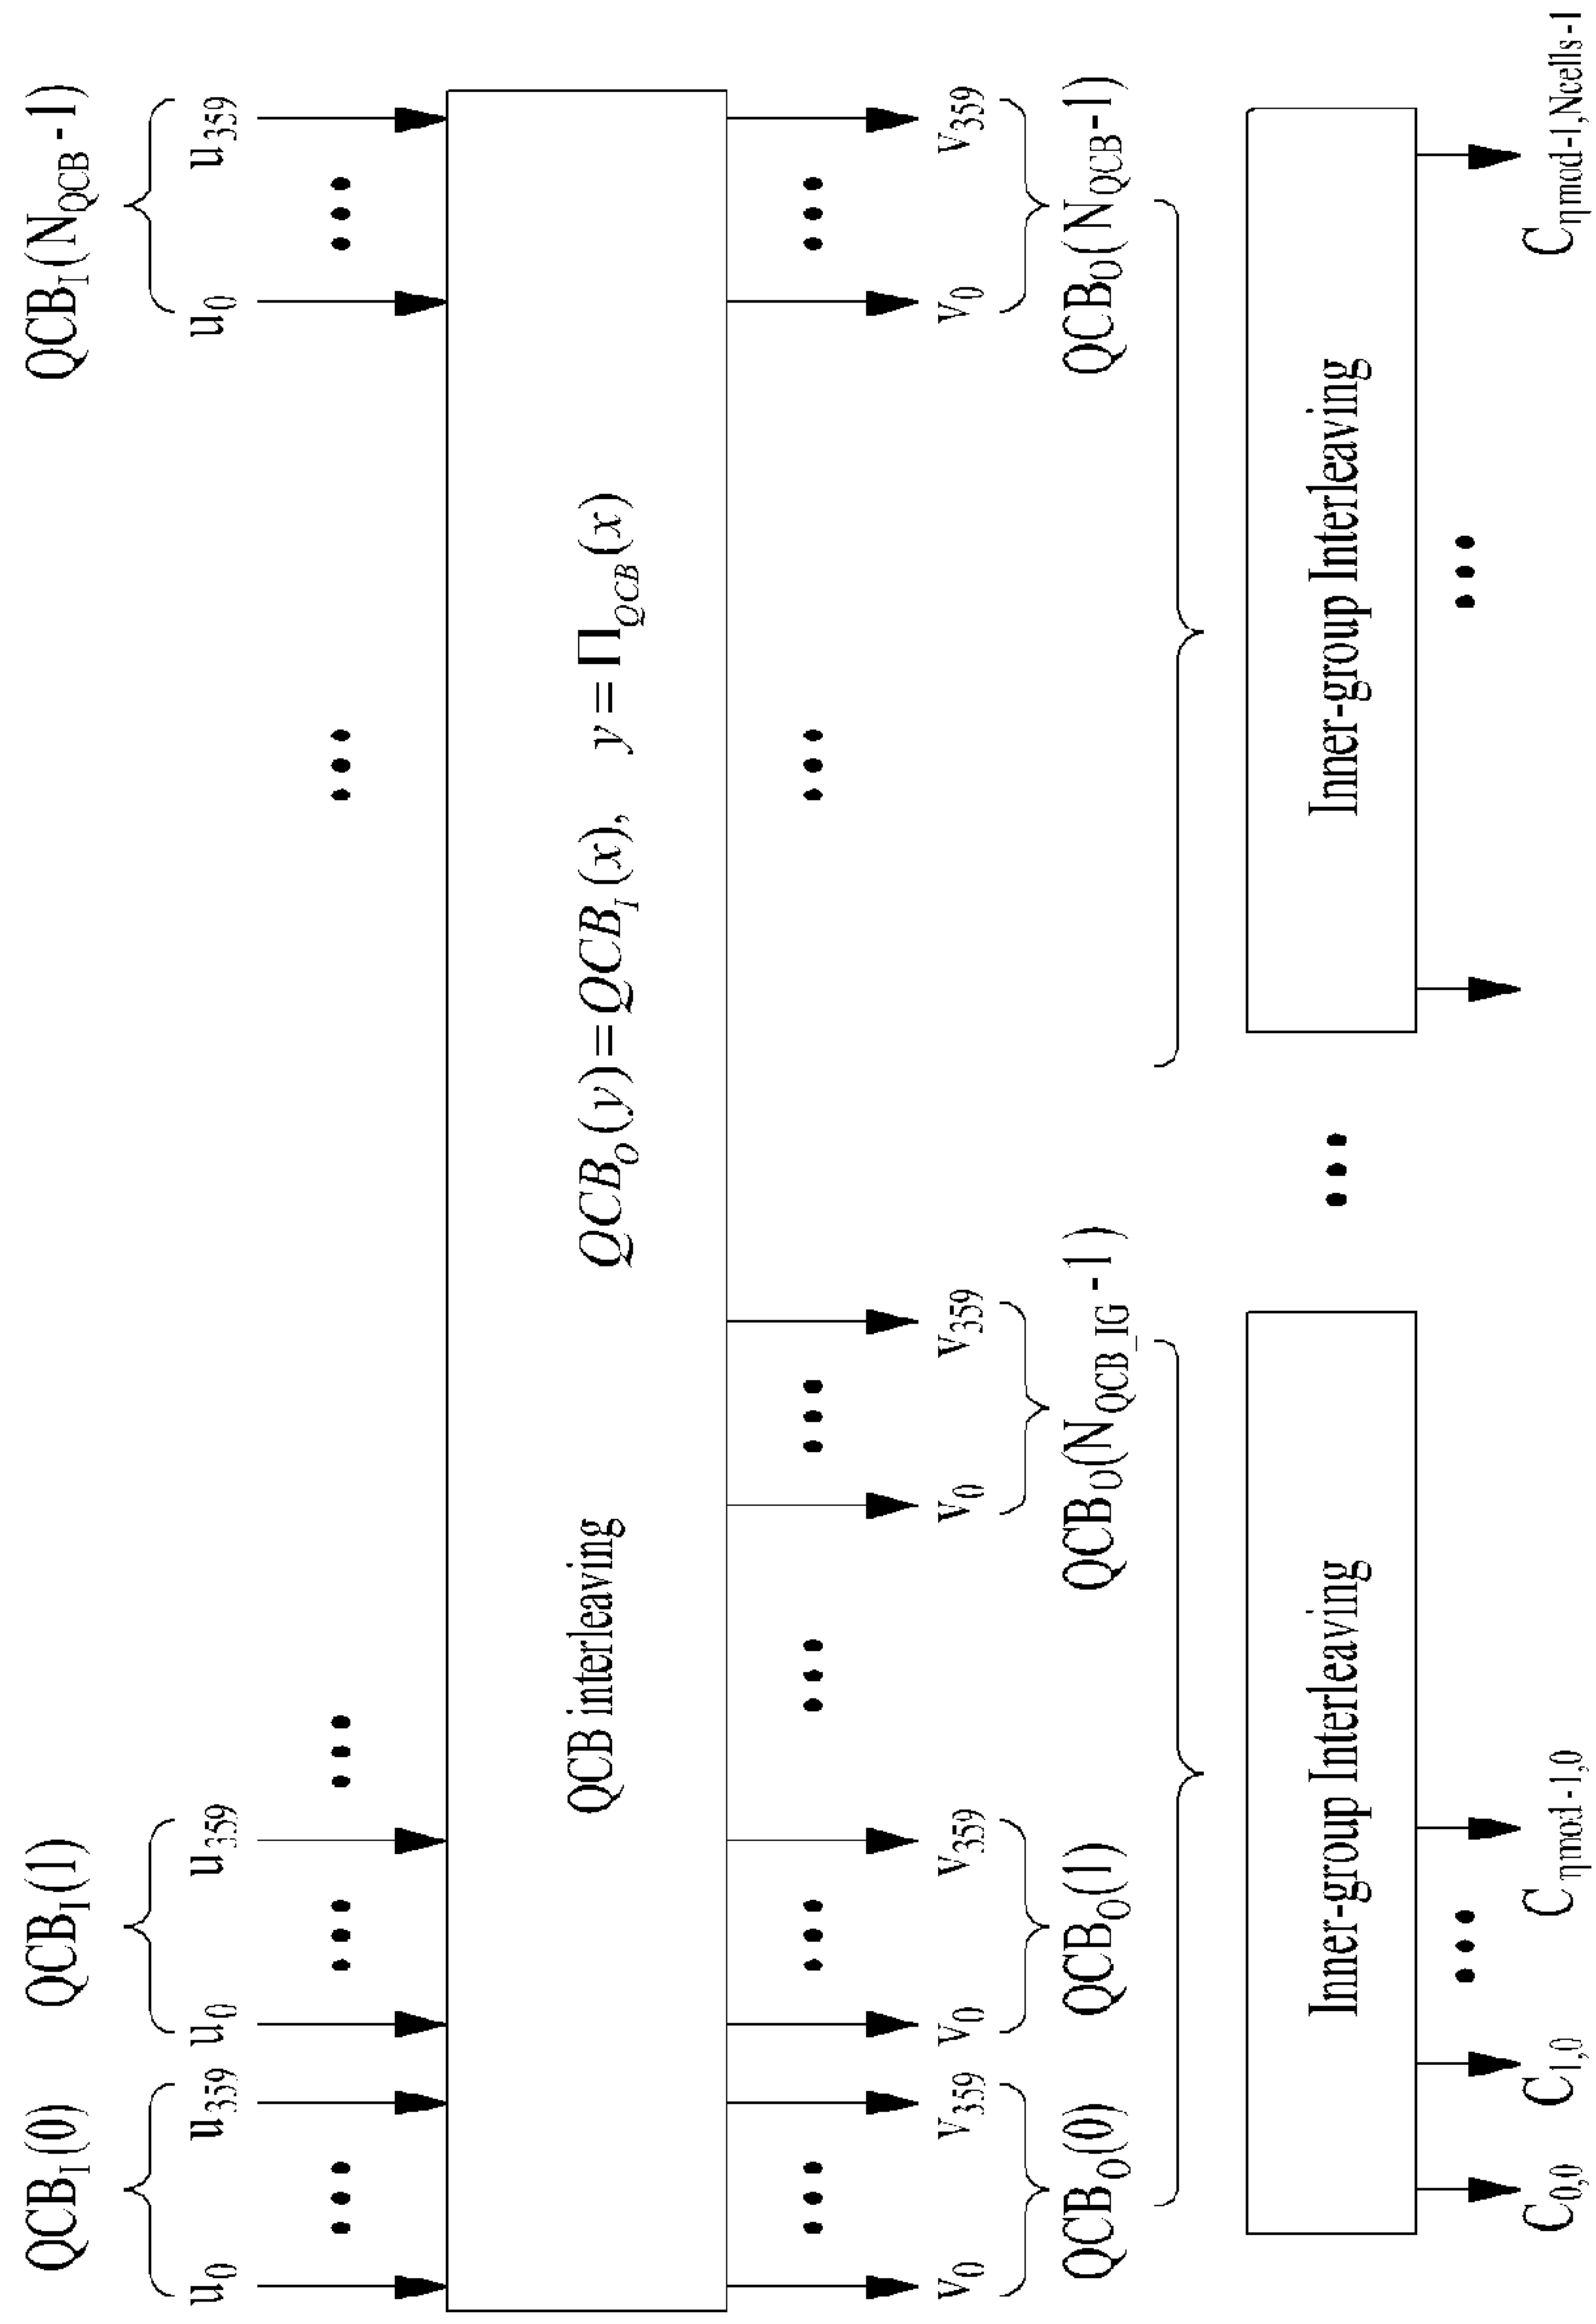 QCB_I(0) QCB_I(1) QCB_I(N_QCB-1)
u_0 ••• u_359 u_0 ••• u_359 ••• ••• u_0 ••• u_359
QCB interleaving QCB_O(y)=QCB_I(x), y=Π_QCB(x)
v_0 ••• v_359 v_0 ••• v_359 ••• v_0 ••• v_359 ••• v_0 ••• v_359
QCB_O(0) QCB_O(1) QCB_O(N_QCB_IG-1) QCB_O(N_QCB-1)
Inner-group Interleaving ••• Inner-group Interleaving
C_0,0 C_1,0 ••• C_ηmod-1,0 ••• C_ηmod-1,Ncells-1